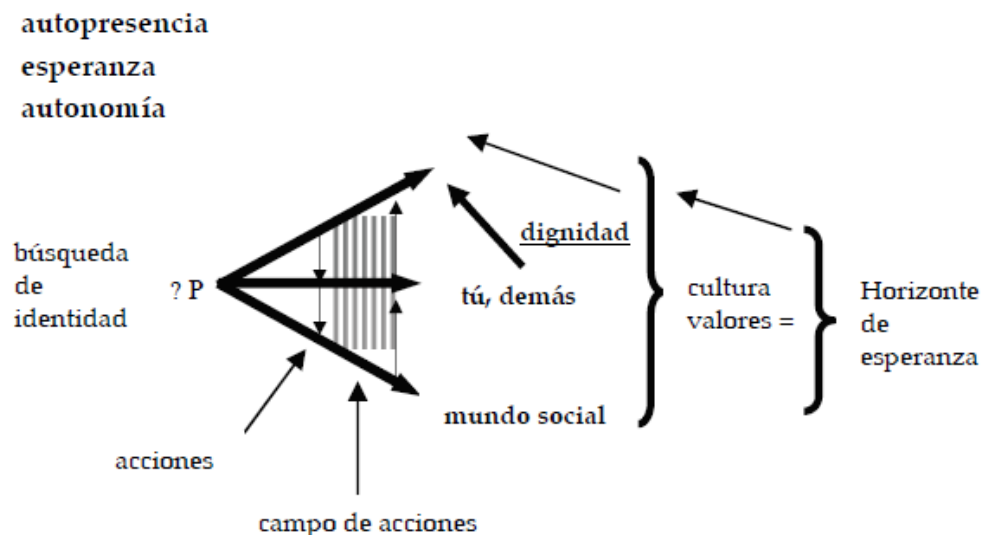 autopresencia
esperanza
autonomía
búsqueda
de
identidad
? P
dignidad
tú, demás
mundo social
cultura
valores =
Horizonte
de
esperanza
acciones
campo de acciones